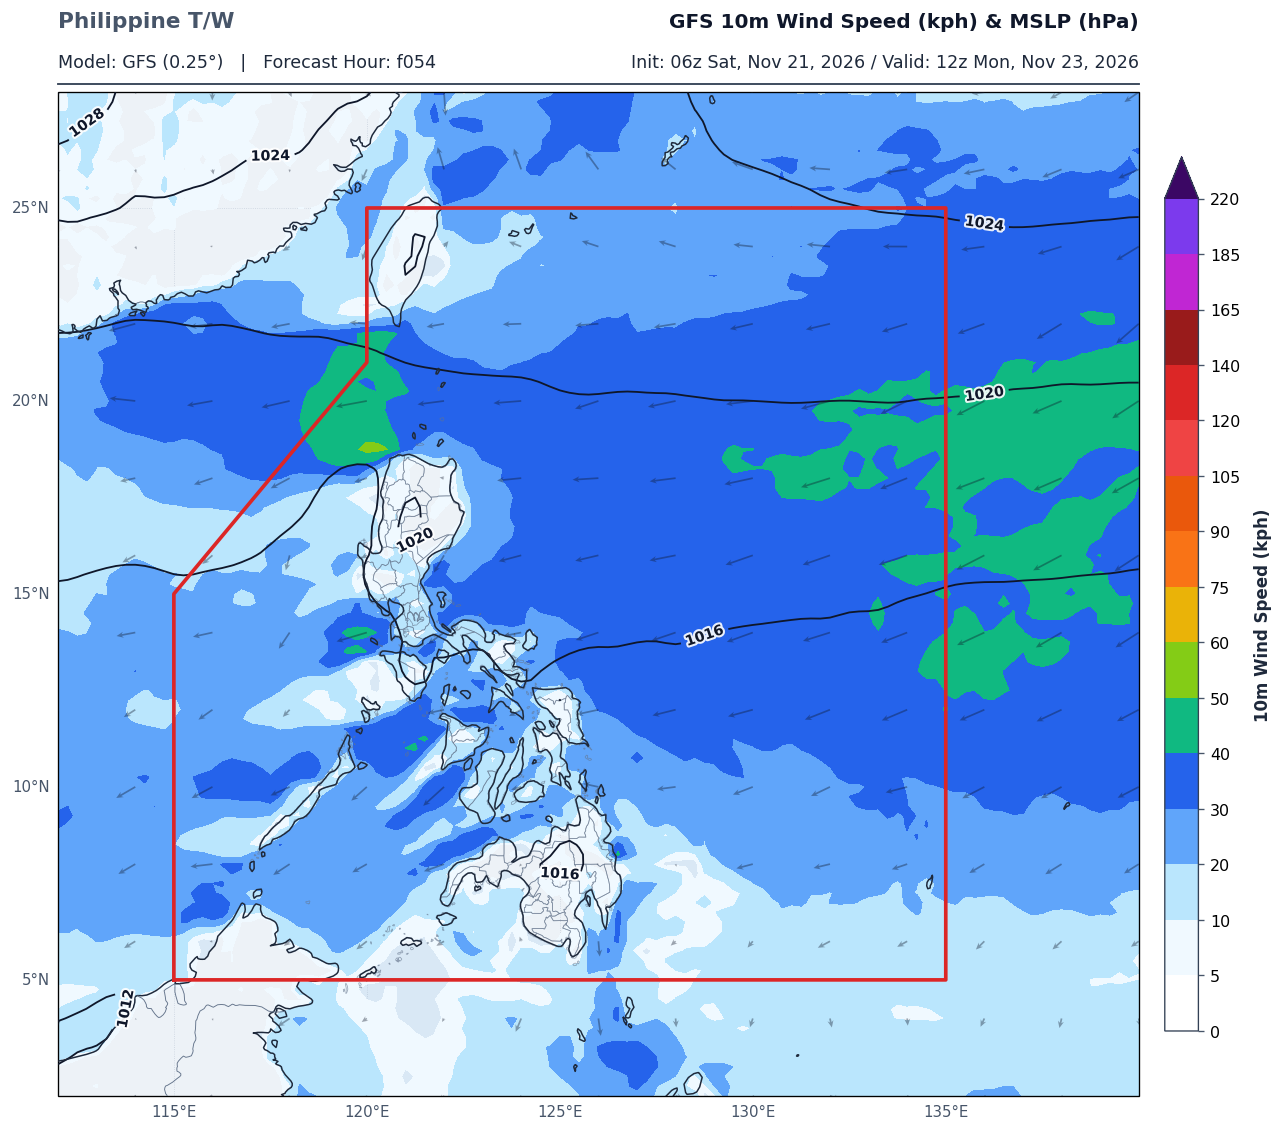 Philippine T/W
GFS 10m Wind Speed (kph) & MSLP (hPa)
Model: GFS (0.25°)   |   Forecast Hour: f054
Init: 06z Sat, Nov 21, 2026 / Valid: 12z Mon, Nov 23, 2026
1028
1024
1024
1020
1020
1016
1016
1012
25°N
20°N
15°N
10°N
5°N
115°E
120°E
125°E
130°E
135°E
220
185
165
140
120
105
90
75
60
50
40
30
20
10
5
0
10m Wind Speed (kph)